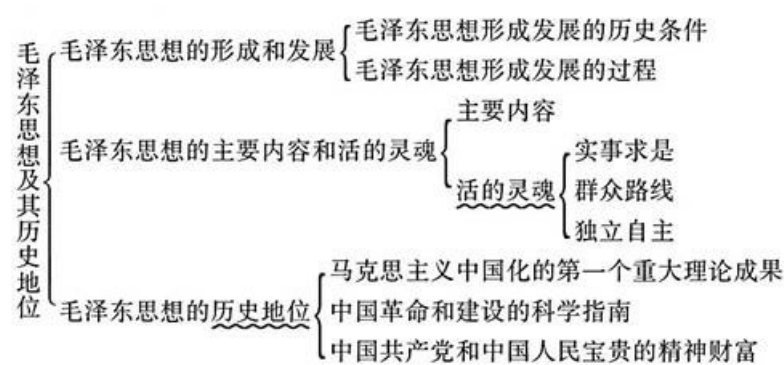 毛泽东思想及其历史地位
毛泽东思想的形成和发展
毛泽东思想形成发展的历史条件
毛泽东思想形成发展的过程
毛泽东思想的主要内容和活的灵魂
主要内容
活的灵魂
实事求是
群众路线
独立自主
毛泽东思想的历史地位
马克思主义中国化的第一个重大理论成果
中国革命和建设的科学指南
中国共产党和中国人民宝贵的精神财富